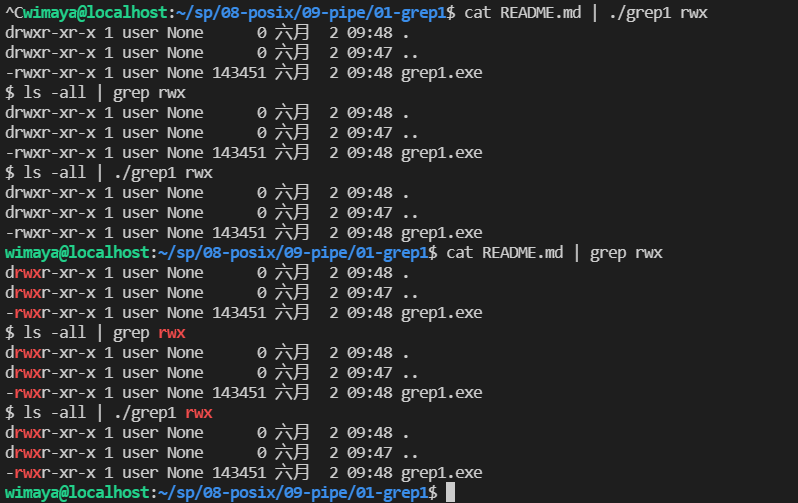 ^Cwimaya@localhost:~/sp/08-posix/09-pipe/01-grep1$ cat README.md | ./grep1 rwx
drwxr-xr-x 1 user None      0 六月  2 09:48 .
drwxr-xr-x 1 user None      0 六月  2 09:47 ..
-rwxr-xr-x 1 user None 143451 六月  2 09:48 grep1.exe
$ ls -all | grep rwx
drwxr-xr-x 1 user None      0 六月  2 09:48 .
drwxr-xr-x 1 user None      0 六月  2 09:47 ..
-rwxr-xr-x 1 user None 143451 六月  2 09:48 grep1.exe
$ ls -all | ./grep1 rwx
drwxr-xr-x 1 user None      0 六月  2 09:48 .
drwxr-xr-x 1 user None      0 六月  2 09:47 ..
-rwxr-xr-x 1 user None 143451 六月  2 09:48 grep1.exe
wimaya@localhost:~/sp/08-posix/09-pipe/01-grep1$ cat README.md | grep rwx
drwxr-xr-x 1 user None      0 六月  2 09:48 .
drwxr-xr-x 1 user None      0 六月  2 09:47 ..
-rwxr-xr-x 1 user None 143451 六月  2 09:48 grep1.exe
$ ls -all | grep rwx
drwxr-xr-x 1 user None      0 六月  2 09:48 .
drwxr-xr-x 1 user None      0 六月  2 09:47 ..
-rwxr-xr-x 1 user None 143451 六月  2 09:48 grep1.exe
$ ls -all | ./grep1 rwx
drwxr-xr-x 1 user None      0 六月  2 09:48 .
drwxr-xr-x 1 user None      0 六月  2 09:47 ..
-rwxr-xr-x 1 user None 143451 六月  2 09:48 grep1.exe
wimaya@localhost:~/sp/08-posix/09-pipe/01-grep1$